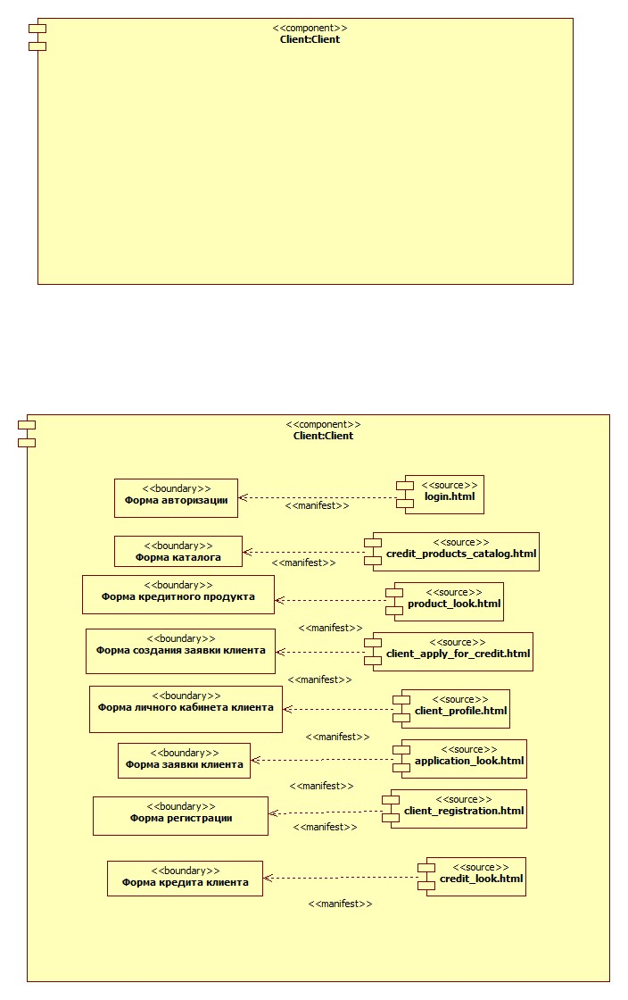 <<component>>
Client:Client
<<component>>
Client:Client
<<boundary>>
Форма авторизации
<<manifest>>
<<source>>
login.html
<<boundary>>
Форма каталога
<<manifest>>
<<source>>
credit_products_catalog.html
<<boundary>>
Форма кредитного продукта
<<manifest>>
<<source>>
product_look.html
<<boundary>>
Форма создания заявки клиента
<<manifest>>
<<source>>
client_apply_for_credit.html
<<boundary>>
Форма личного кабинета клиента
<<manifest>>
<<source>>
client_profile.html
<<boundary>>
Форма заявки клиента
<<manifest>>
<<source>>
application_look.html
<<boundary>>
Форма регистрации
<<manifest>>
<<source>>
client_registration.html
<<boundary>>
Форма кредита клиента
<<manifest>>
<<source>>
credit_look.html